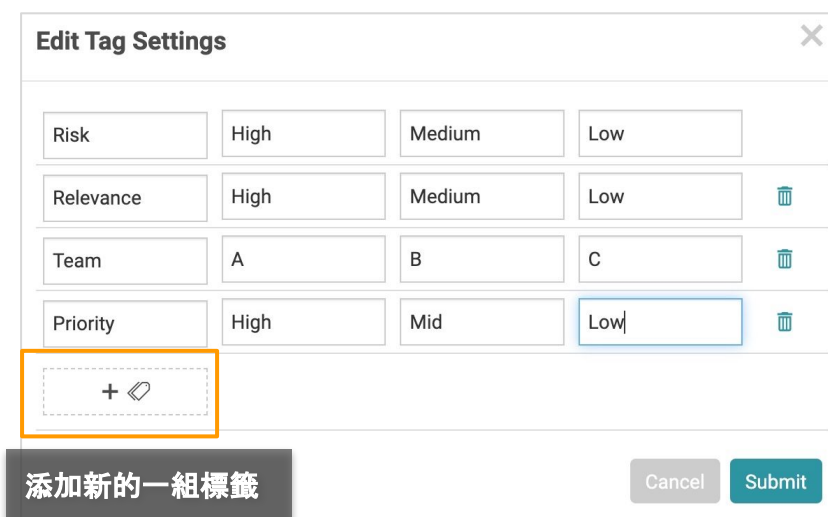 Edit Tag Settings
Risk High Medium Low
Relevance High Medium Low
Team A B C
Priority High Mid Low
添加新的一組標籤
Cancel Submit